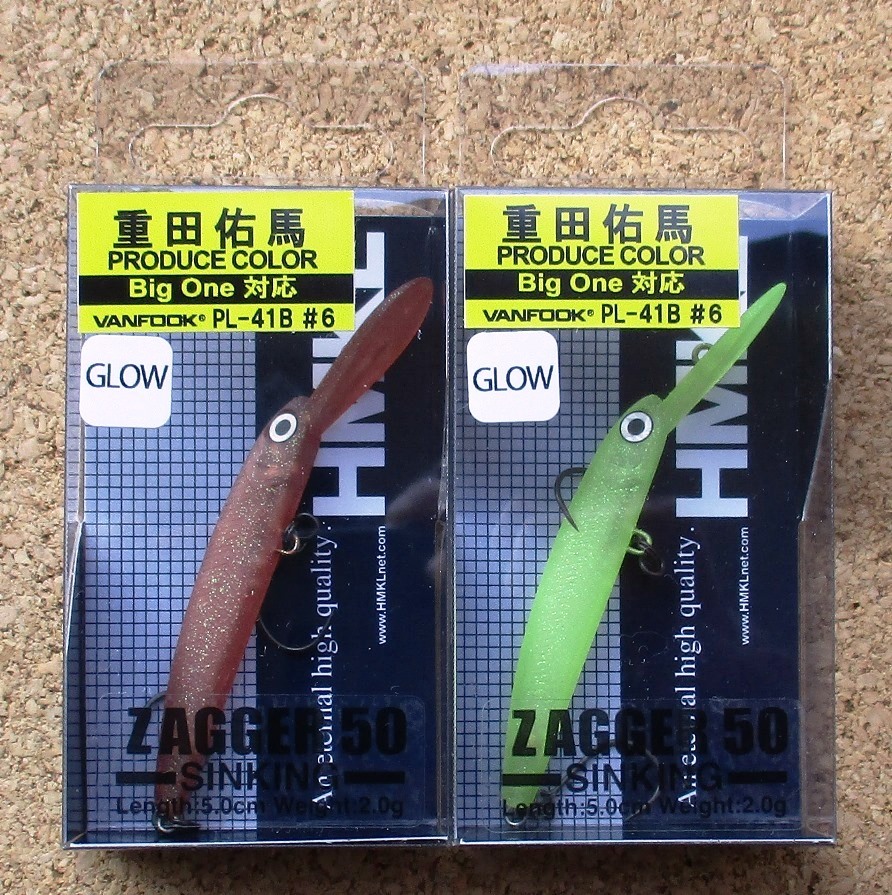 重田佑馬
PRODUCE COLOR
Big One 対応
VANFOOK® PL-41B #6
GLOW
HMKL
An eternal high quality.
www.HMKLnet.com
ZAGGER 50
SINKING
Length:5.0cm Weight:2.0g
重田佑馬
PRODUCE COLOR
Big One 対応
VANFOOK® PL-41B #6
GLOW
HMKL
An eternal high quality.
www.HMKLnet.com
ZAGGER 50
SINKING
Length:5.0cm Weight:2.0g